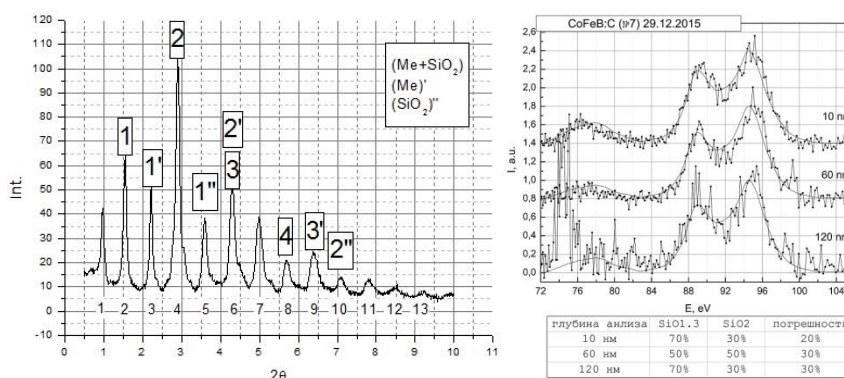 120
110
100
90
80
70
60
50
40
30
20
10
0
-10
Int.
2
1
1'
1"
2'
3
4
3'
2"
(Me+SiO₂)
(Me)'
(SiO₂)"
1 2 3 4 5 6 7 8 9 10 11 12 13
0 1 2 3 4 5 6 7 8 9 10 11
2θ
CoFeB:C (№7) 29.12.2015
2,6
2,4
2,2
2,0
1,8
1,6
1,4
1,2
1,0
0,8
0,6
0,4
0,2
0,0
I, a.u.
10 nm
60 nm
120 nm
72 76 80 84 88 92 96 100 104
E, eV
глубина анализа SiO1.3 SiO2 погрешность
10 нм 70% 30% 20%
60 нм 50% 50% 30%
120 нм 70% 30% 30%